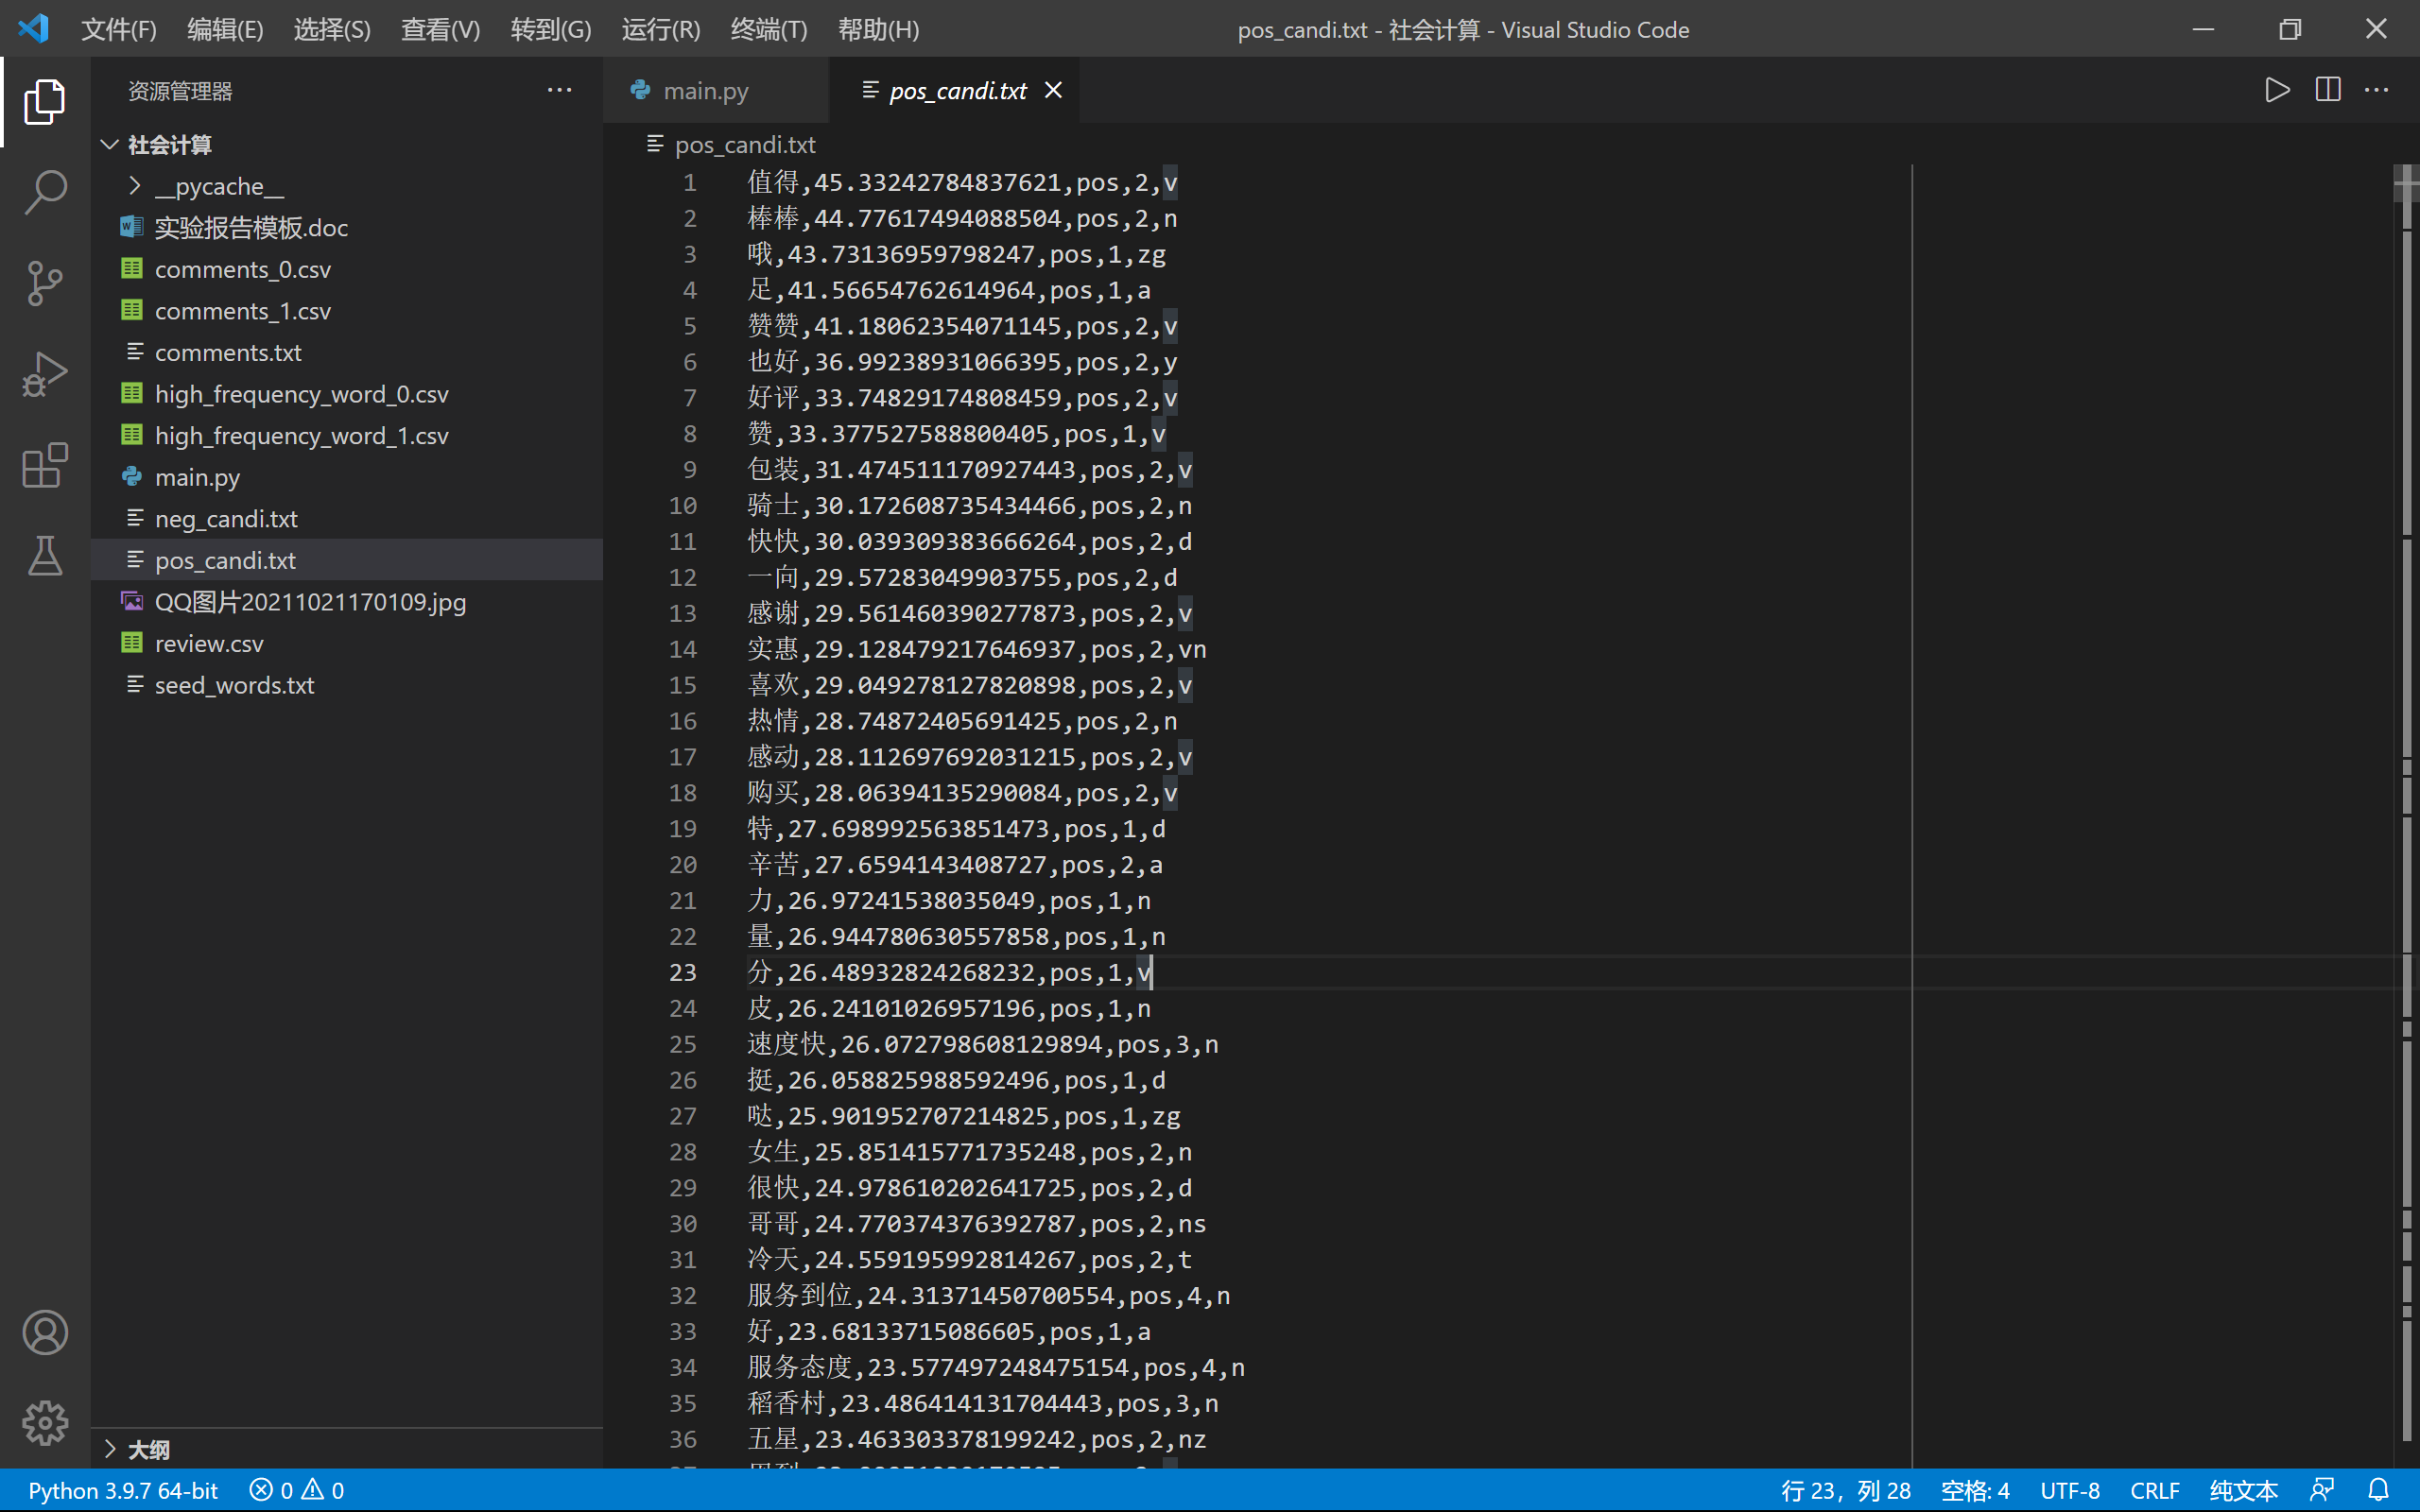 文件(F) 编辑(E) 选择(S) 查看(V) 转到(G) 运行(R) 终端(T) 帮助(H) pos_candi.txt - 社会计算 - Visual Studio Code
资源管理器
社会计算
__pycache__
实验报告模板.doc
comments_0.csv
comments_1.csv
comments.txt
high_frequency_word_0.csv
high_frequency_word_1.csv
main.py
neg_candi.txt
pos_candi.txt
QQ图片20211021170109.jpg
review.csv
seed_words.txt
大纲
main.py pos_candi.txt
pos_candi.txt
1 值得,45.33242784837621,pos,2,v
2 棒棒,44.77617494088504,pos,2,n
3 哦,43.73136959798247,pos,1,zg
4 足,41.56654762614964,pos,1,a
5 赞赞,41.18062354071145,pos,2,v
6 也好,36.99238931066395,pos,2,y
7 好评,33.74829174808459,pos,2,v
8 赞,33.377527588800405,pos,1,v
9 包装,31.474511170927443,pos,2,v
10 骑士,30.172608735434466,pos,2,n
11 快快,30.039309383666264,pos,2,d
12 一向,29.57283049903755,pos,2,d
13 感谢,29.561460390277873,pos,2,v
14 实惠,29.128479217646937,pos,2,vn
15 喜欢,29.049278127820898,pos,2,v
16 热情,28.74872405691425,pos,2,n
17 感动,28.112697692031215,pos,2,v
18 购买,28.06394135290084,pos,2,v
19 特,27.698992563851473,pos,1,d
20 辛苦,27.6594143408727,pos,2,a
21 力,26.97241538035049,pos,1,n
22 量,26.944780630557858,pos,1,n
23 分,26.48932824268232,pos,1,v
24 皮,26.24101026957196,pos,1,n
25 速度快,26.072798608129894,pos,3,n
26 挺,26.058825988592496,pos,1,d
27 哒,25.901952707214825,pos,1,zg
28 女生,25.851415771735248,pos,2,n
29 很快,24.978610202641725,pos,2,d
30 哥哥,24.770374376392787,pos,2,ns
31 冷天,24.559195992814267,pos,2,t
32 服务到位,24.31371450700554,pos,4,n
33 好,23.68133715086605,pos,1,a
34 服务态度,23.577497248475154,pos,4,n
35 稻香村,23.486414131704443,pos,3,n
36 五星,23.463303378199242,pos,2,nz
Python 3.9.7 64-bit 0 0 行 23，列 28 空格: 4 UTF-8 CRLF 纯文本